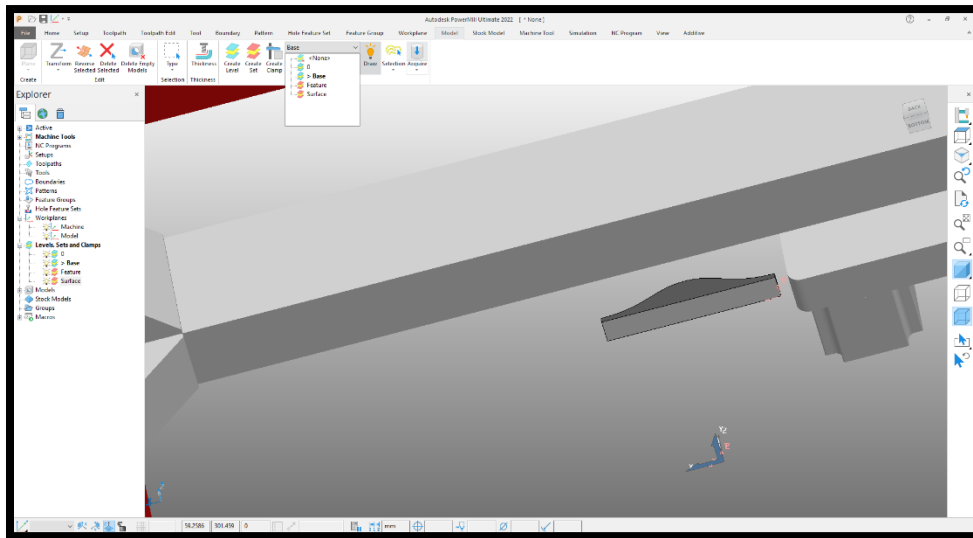 Autodesk PowerMill Ultimate 2022 [ * None ]
File Home Setup Toolpath Toolpath Edit Tool Boundary Pattern Hole Feature Set Feature Group Workplane Model Stock Model Machine Tool Simulation NC Program View Additive
Plane Transform Reverse Selected Delete Selected Delete Empty Models Type Thickness Create Level Create Set Create Clamp Draw Selection Acquire
Create Edit Selection Thickness
Base
<None>
0
> Base
Feature
Surface
Explorer
Active
Machine Tools
NC Programs
Setups
Toolpaths
Tools
Boundaries
Patterns
Feature Groups
Hole Feature Sets
Workplanes
Machine
Model
Levels, Sets and Clamps
0
> Base
Feature
Surface
Models
Stock Models
Groups
Macros
BACK
BOTTOM
Z
59.2586 301.459 0 mm